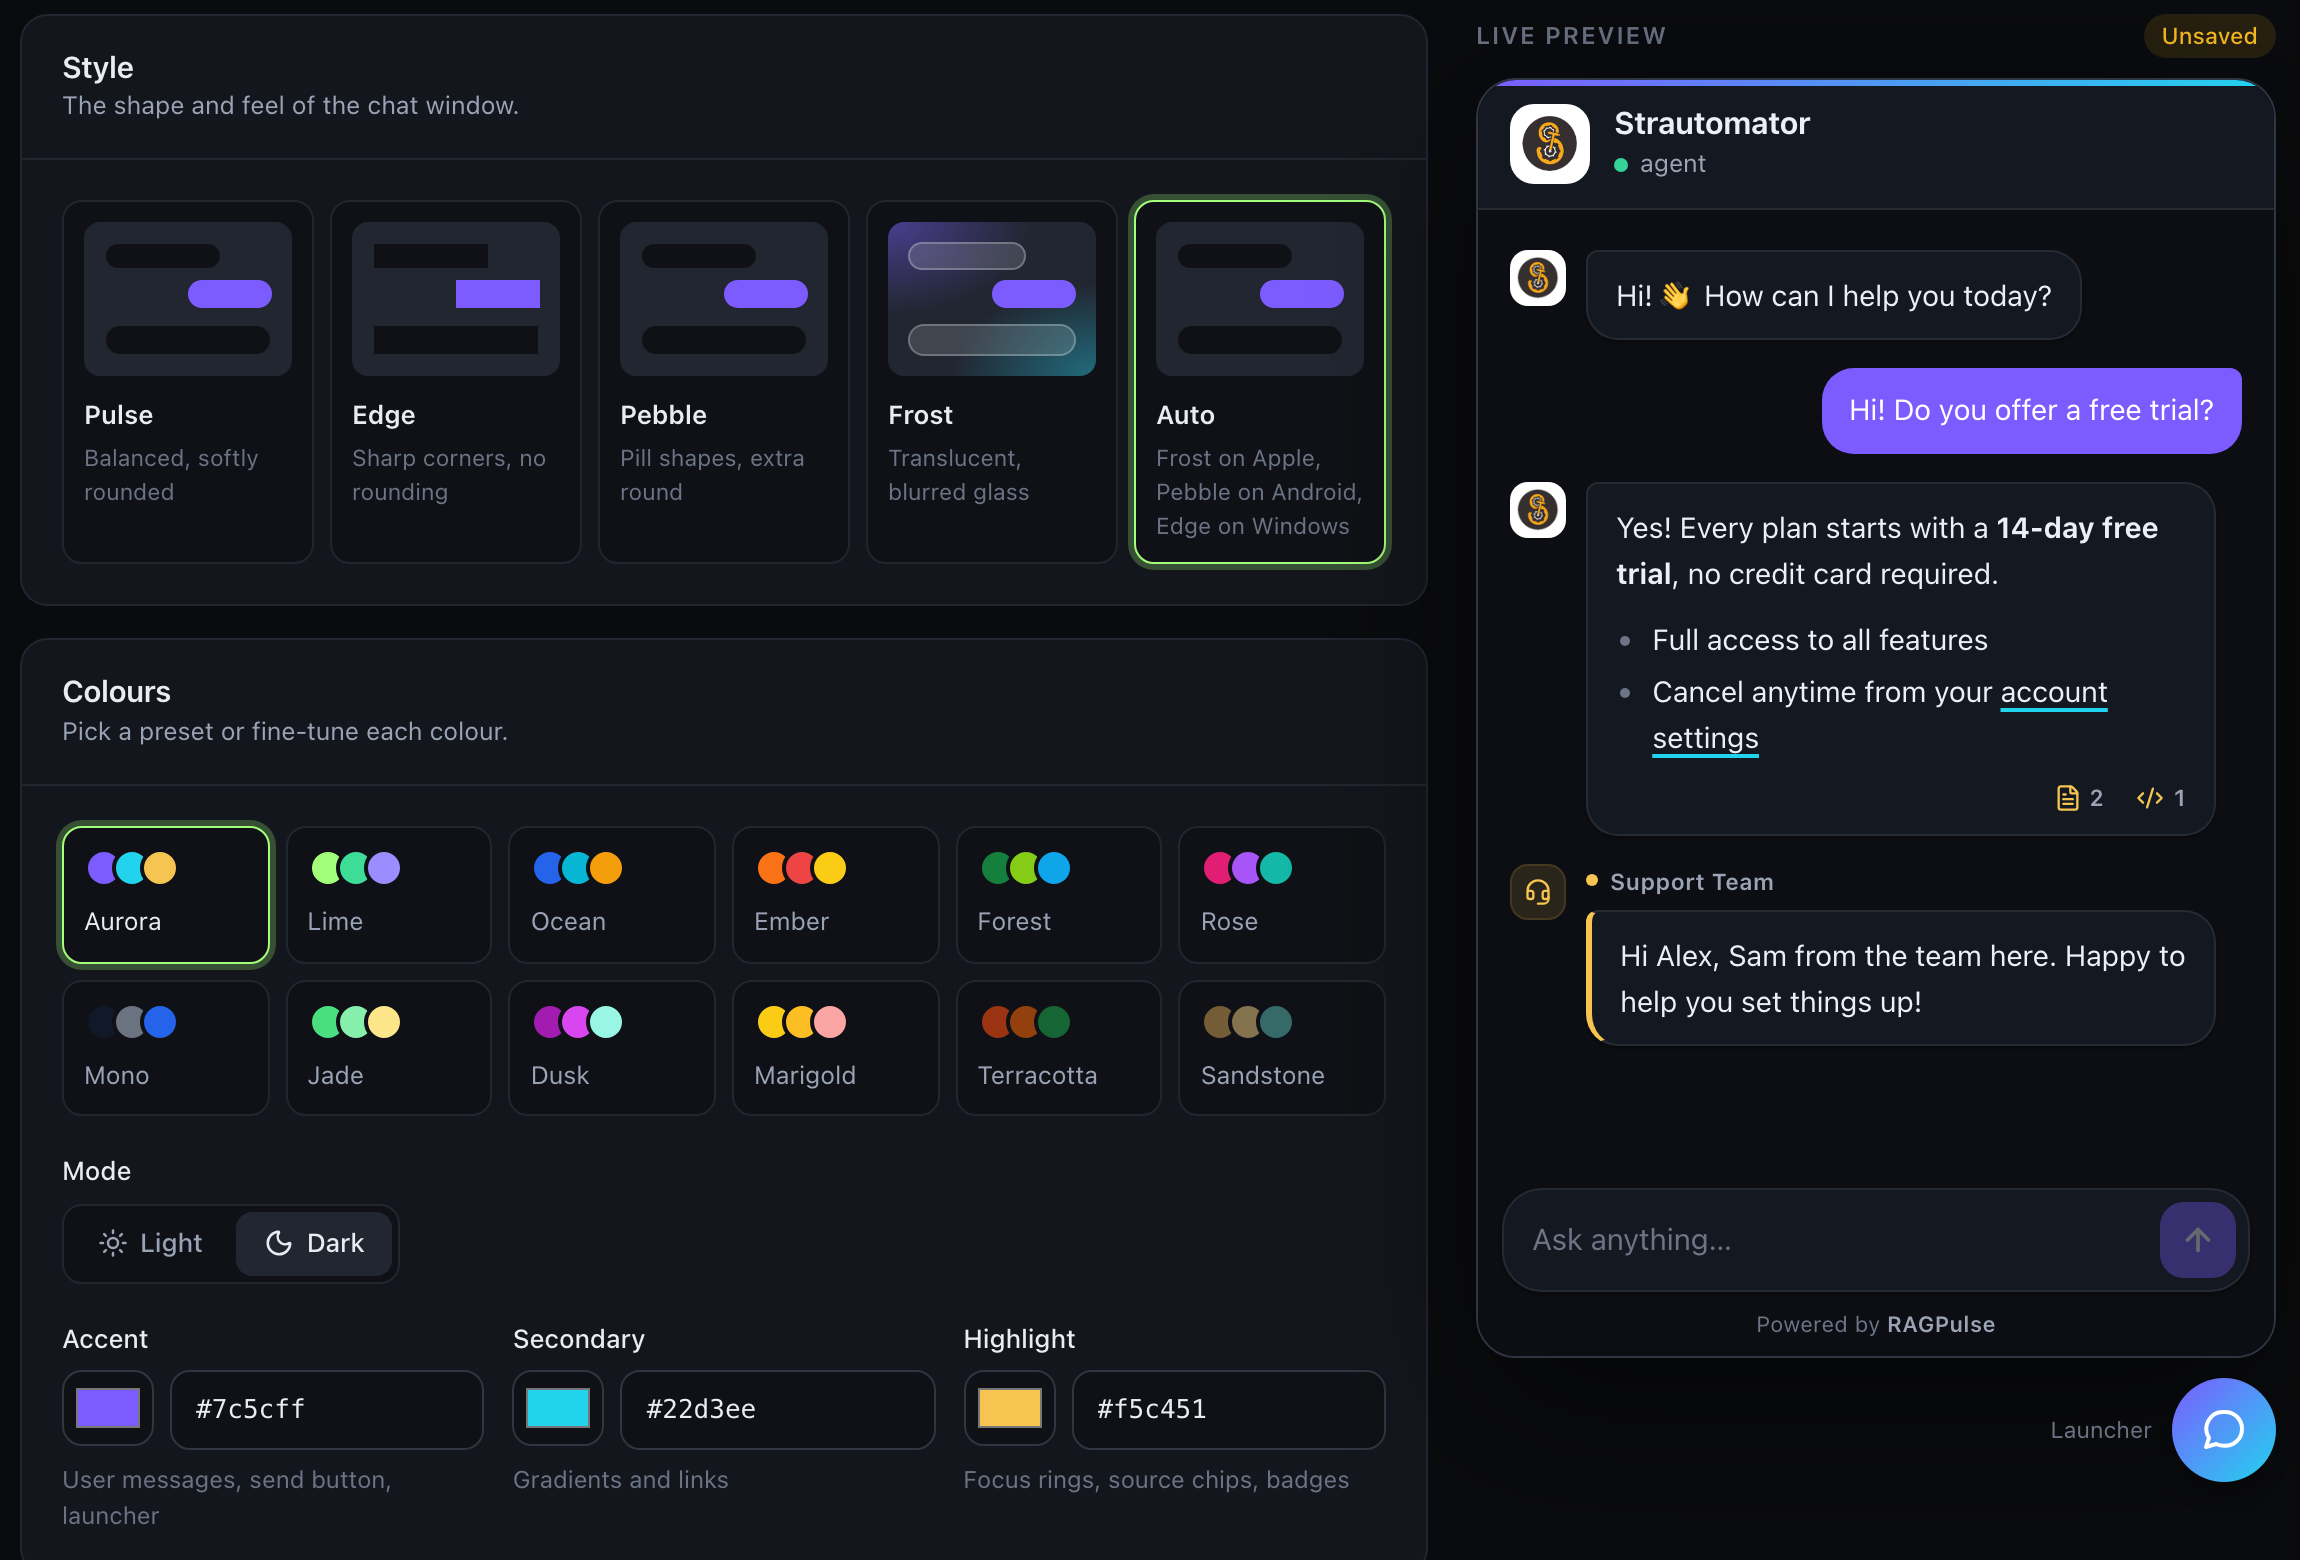 Style
The shape and feel of the chat window.
Pulse
Balanced, softly
rounded
Edge
Sharp corners, no
rounding
Pebble
Pill shapes, extra
round
Frost
Translucent,
blurred glass
Auto
Frost on Apple,
Pebble on Android,
Edge on Windows
Colours
Pick a preset or fine-tune each colour.
Aurora
Lime
Ocean
Ember
Forest
Rose
Mono
Jade
Dusk
Marigold
Terracotta
Sandstone
Mode
Light
Dark
Accent
#7c5cff
User messages, send button,
launcher
Secondary
#22d3ee
Gradients and links
Highlight
#f5c451
Focus rings, source chips, badges
LIVE PREVIEW
Unsaved
Strautomator
agent
Hi! 👋 How can I help you today?
Hi! Do you offer a free trial?
Yes! Every plan starts with a 14-day free
trial, no credit card required.
• Full access to all features
• Cancel anytime from your account
settings
2
</> 1
Support Team
Hi Alex, Sam from the team here. Happy to
help you set things up!
Ask anything...
Powered by RAGPulse
Launcher